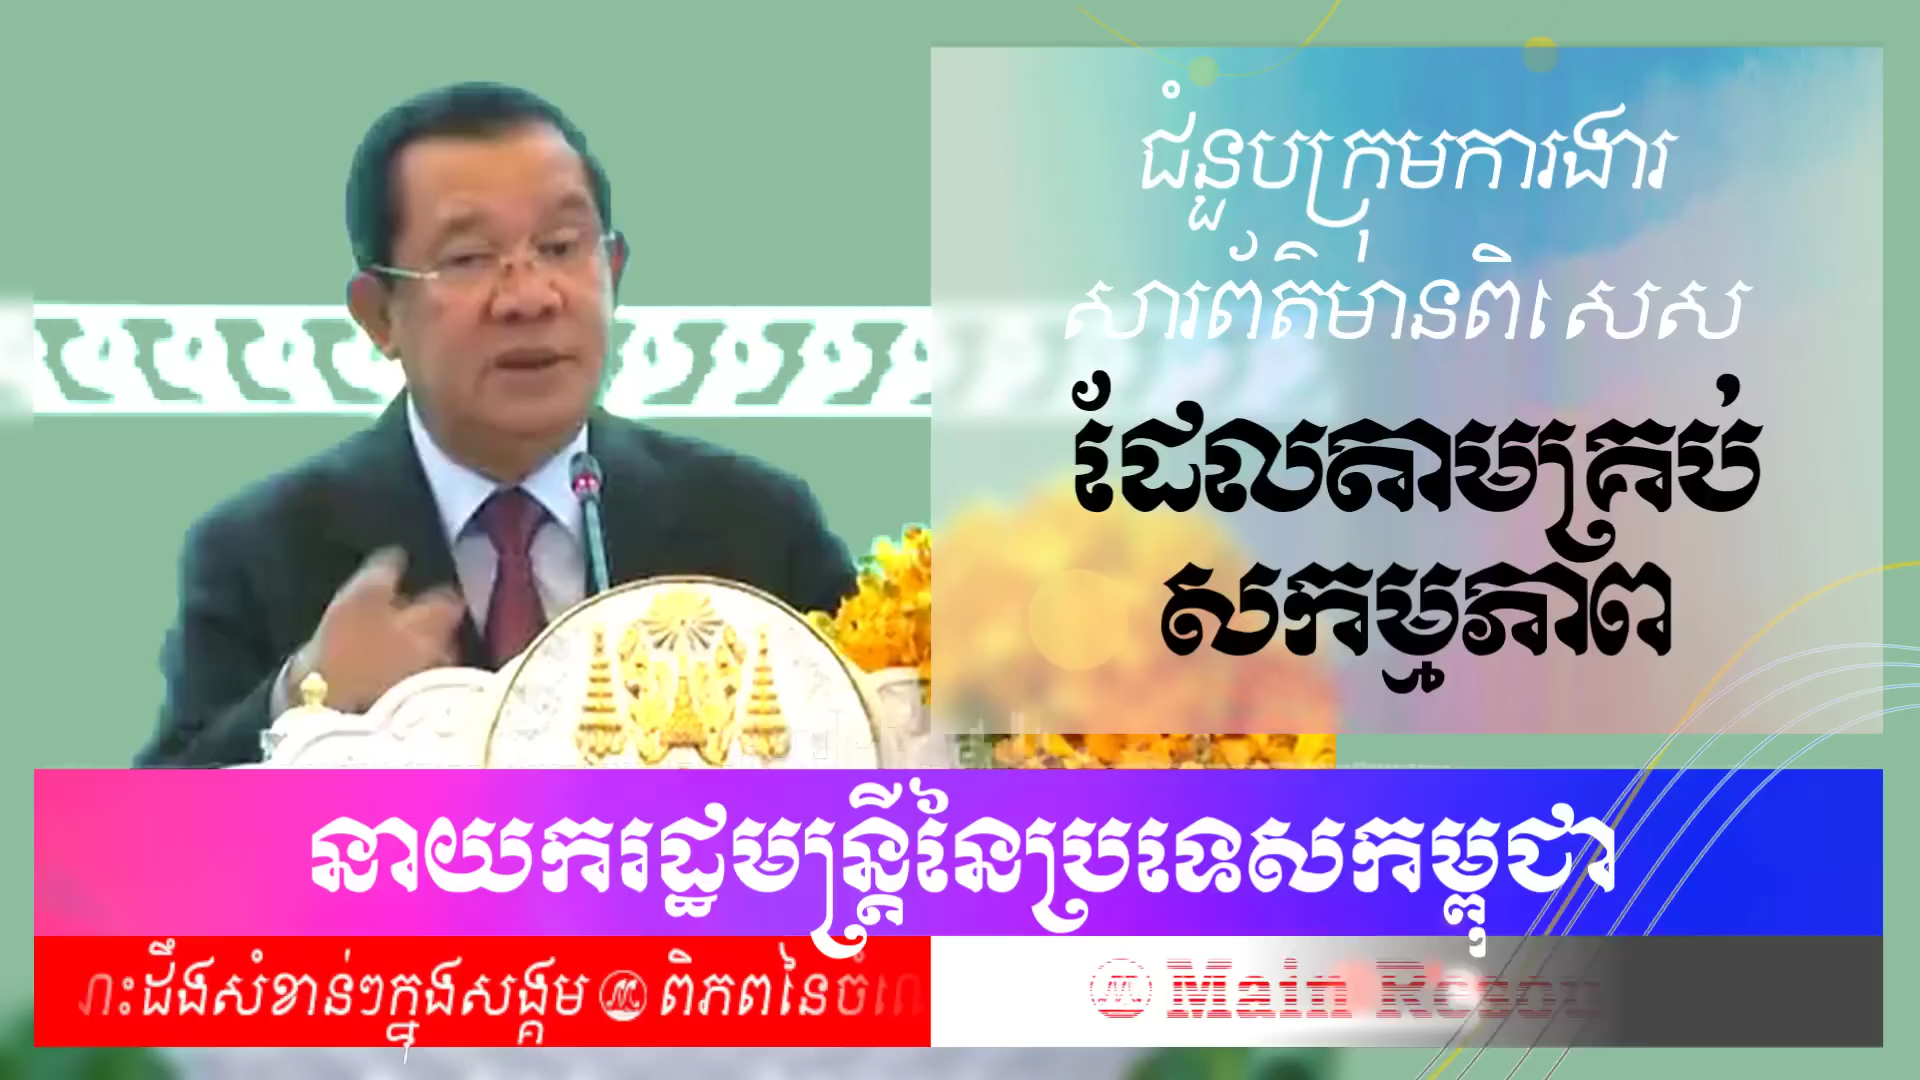 ជំនួបក្រុមការងារ
សារព័ត៌មានពិសេស
ដែលតាមគ្រប់
សកម្មភាព
នាយករដ្ឋមន្ត្រីនៃប្រទេសកម្ពុជា
ដឹងសំខាន់ៗក្នុងសង្គម ពិភពនៃ
Main